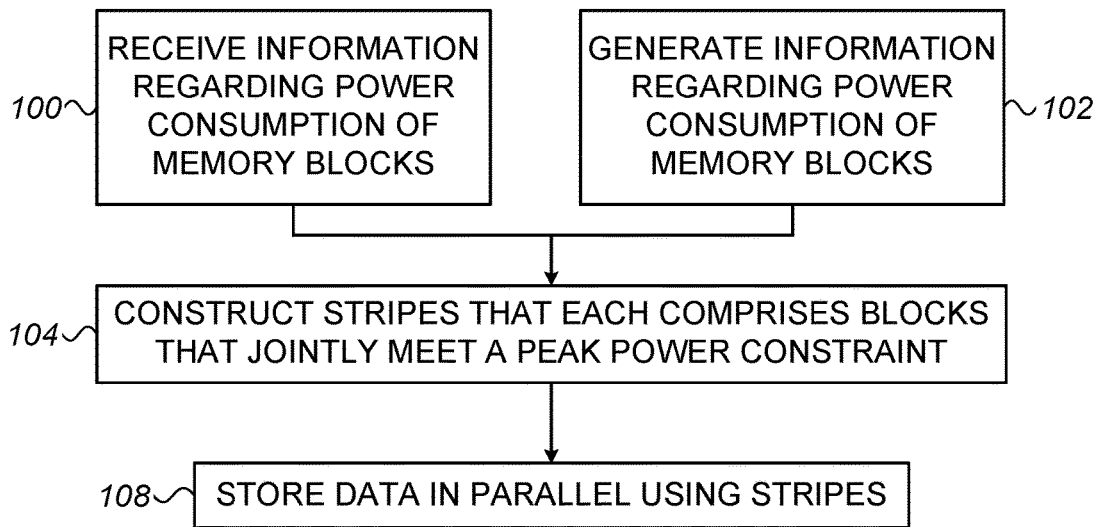 RECEIVE INFORMATION
REGARDING POWER
CONSUMPTION OF
MEMORY BLOCKS
100
GENERATE INFORMATION
REGARDING POWER
CONSUMPTION OF
MEMORY BLOCKS
102
104
CONSTRUCT STRIPES THAT EACH COMPRISES BLOCKS
THAT JOINTLY MEET A PEAK POWER CONSTRAINT
108
STORE DATA IN PARALLEL USING STRIPES